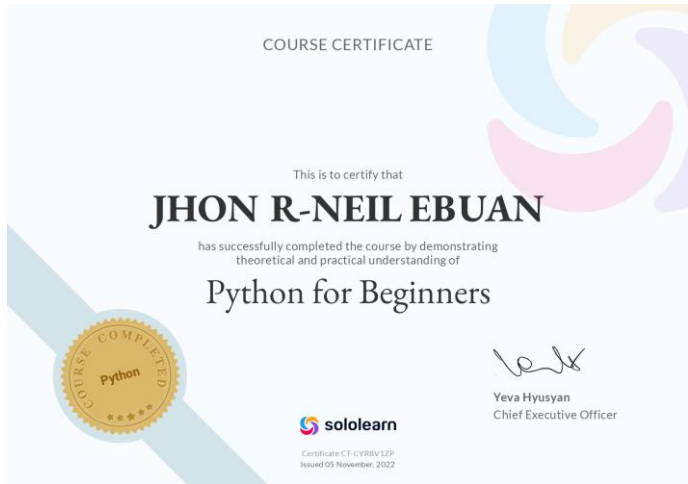 COURSE CERTIFICATE
This is to certify that
JHON R-NEIL EBUAN
has successfully completed the course by demonstrating
theoretical and practical understanding of
Python for Beginners
COURSE COMPLETED
Python
Yeva Hyusyan
Chief Executive Officer
sololearn
Certificate CT-CYR8V1ZP
Issued 05 November, 2022